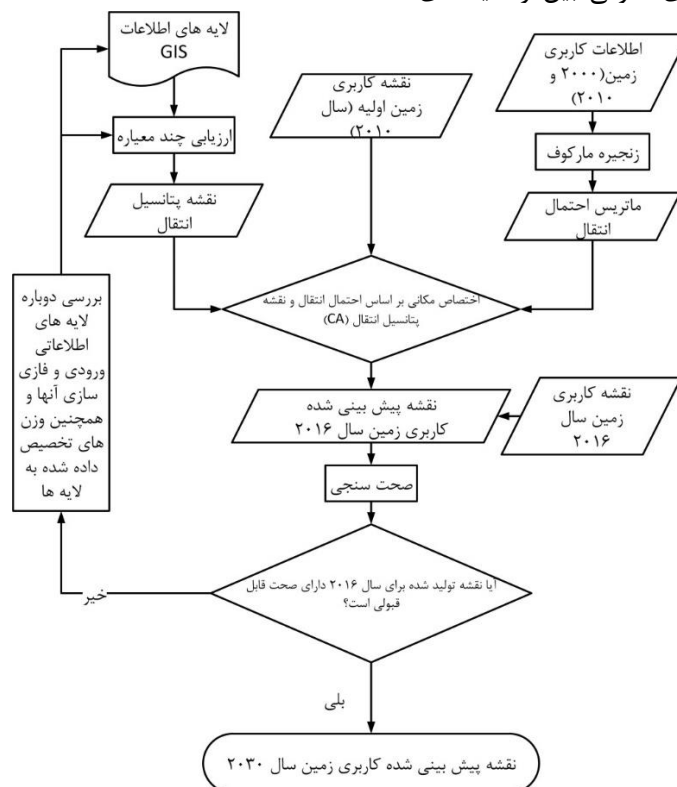 لایه های اطلاعات
GIS
ارزیابی چند معیاره
نقشه پتانسیل
انتقال
نقشه کاربری
زمین اولیه (سال
۲۰۱۰)
اطلاعات کاربری
زمین(۲۰۰۰ و
۲۰۱۰)
زنجیره مارکوف
ماتریس احتمال
انتقال
اختصاص مکانی بر اساس احتمال انتقال و نقشه
پتانسیل انتقال (CA)
نقشه پیش بینی شده
کاربری زمین سال ۲۰۱۶
نقشه کاربری
زمین سال
۲۰۱۶
صحت سنجی
آیا نقشه تولید شده برای سال ۲۰۱۶ دارای صحت قابل
قبولی است؟
خیر
بررسی دوباره
لایه های
اطلاعاتی
ورودی و فازی
سازی آنها و
همچنین وزن
های تخصیص
داده شده به
لایه ها
بلی
نقشه پیش بینی شده کاربری زمین سال ۲۰۳۰